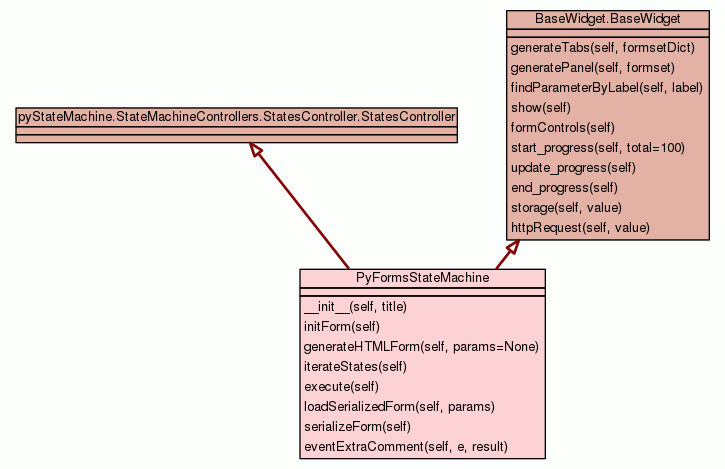 BaseWidget.BaseWidget
generateTabs(self, formsetDict)
generatePanel(self, formset)
findParameterByLabel(self, label)
show(self)
formControls(self)
start_progress(self, total=100)
update_progress(self)
end_progress(self)
storage(self, value)
httpRequest(self, value)
pyStateMachine.StateMachineControllers.StatesController.StatesController
PyFormsStateMachine
__init__(self, title)
initForm(self)
generateHTMLForm(self, params=None)
iterateStates(self)
execute(self)
loadSerializedForm(self, params)
serializeForm(self)
eventExtraComment(self, e, result)